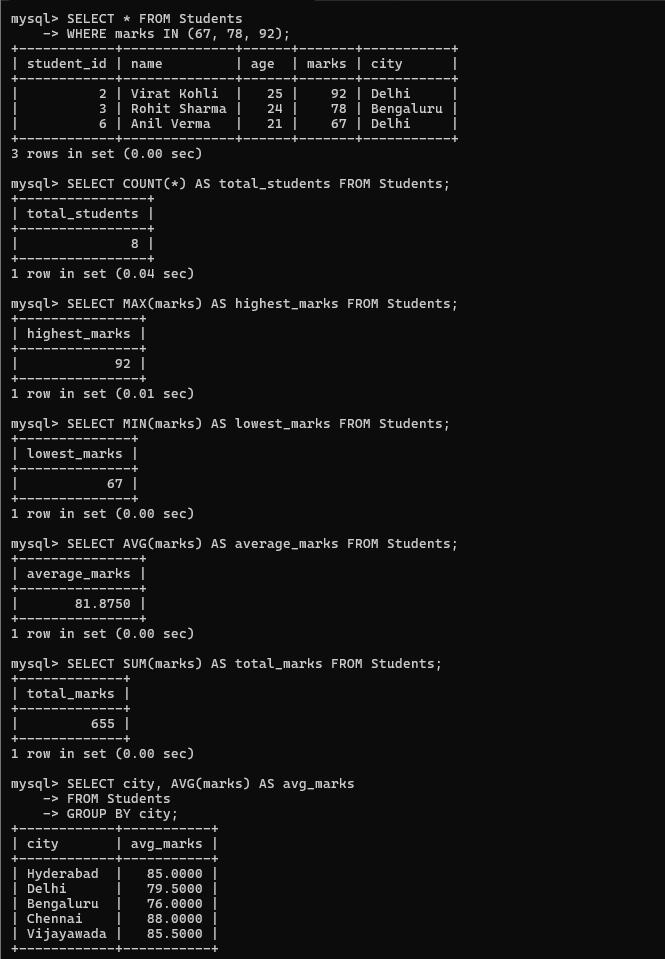 mysql> SELECT * FROM Students
    -> WHERE marks IN (67, 78, 92);
+------------+--------------+------+-------+-----------+
| student_id | name         | age  | marks | city      |
+------------+--------------+------+-------+-----------+
|          2 | Virat Kohli  |   25 |    92 | Delhi     |
|          3 | Rohit Sharma |   24 |    78 | Bengaluru |
|          6 | Anil Verma   |   21 |    67 | Delhi     |
+------------+--------------+------+-------+-----------+
3 rows in set (0.00 sec)

mysql> SELECT COUNT(*) AS total_students FROM Students;
+----------------+
| total_students |
+----------------+
|              8 |
+----------------+
1 row in set (0.04 sec)

mysql> SELECT MAX(marks) AS highest_marks FROM Students;
+---------------+
| highest_marks |
+---------------+
|            92 |
+---------------+
1 row in set (0.01 sec)

mysql> SELECT MIN(marks) AS lowest_marks FROM Students;
+--------------+
| lowest_marks |
+--------------+
|           67 |
+--------------+
1 row in set (0.00 sec)

mysql> SELECT AVG(marks) AS average_marks FROM Students;
+---------------+
| average_marks |
+---------------+
|       81.8750 |
+---------------+
1 row in set (0.00 sec)

mysql> SELECT SUM(marks) AS total_marks FROM Students;
+-------------+
| total_marks |
+-------------+
|         655 |
+-------------+
1 row in set (0.00 sec)

mysql> SELECT city, AVG(marks) AS avg_marks
    -> FROM Students
    -> GROUP BY city;
+------------+-----------+
| city       | avg_marks |
+------------+-----------+
| Hyderabad  |   85.0000 |
| Delhi      |   79.5000 |
| Bengaluru  |   76.0000 |
| Chennai    |   88.0000 |
| Vijayawada |   85.5000 |
+------------+-----------+